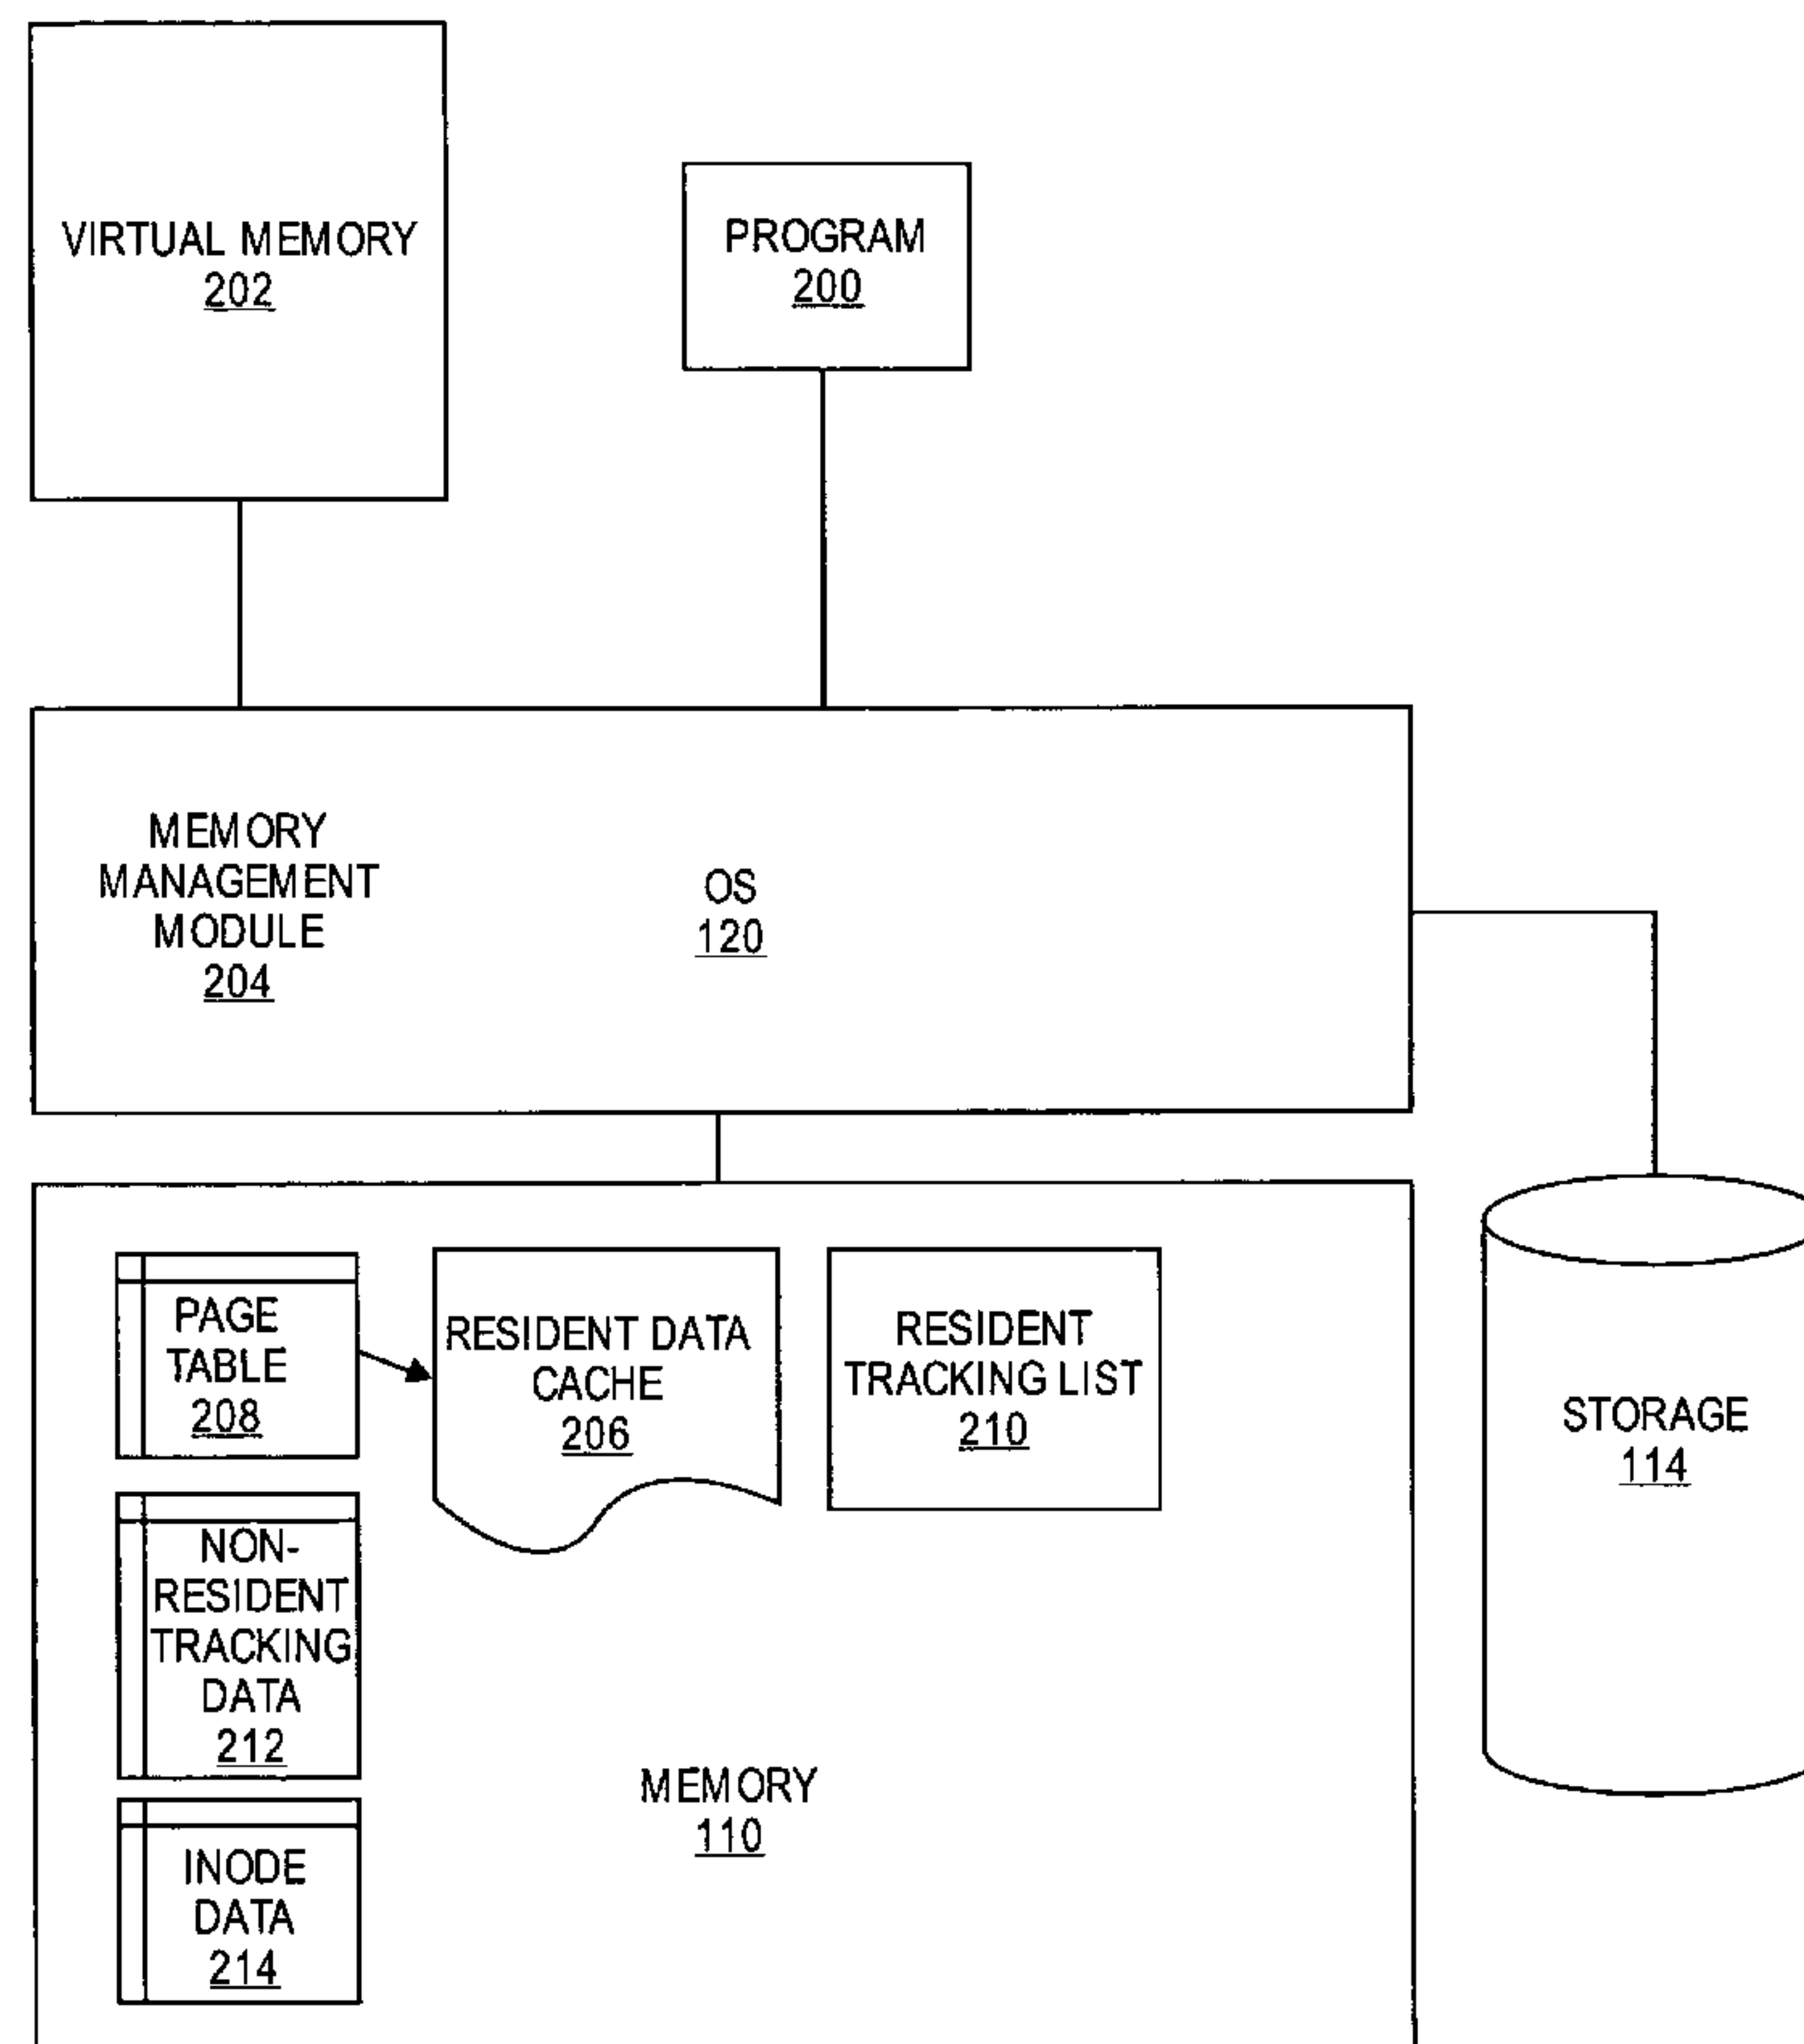 VIRTUAL MEMORY
202
PROGRAM
200
MEMORY
MANAGEMENT
MODULE
204
OS
120
PAGE
TABLE
208
RESIDENT DATA
CACHE
206
RESIDENT
TRACKING LIST
210
STORAGE
114
NON-
RESIDENT
TRACKING
DATA
212
MEMORY
110
INODE
DATA
214